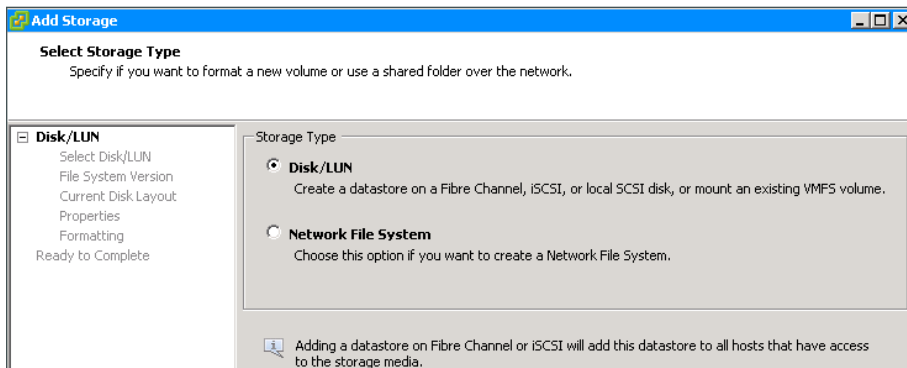 Add Storage
Select Storage Type
Specify if you want to format a new volume or use a shared folder over the network.
Disk/LUN
Select Disk/LUN
File System Version
Current Disk Layout
Properties
Formatting
Ready to Complete
Storage Type
Disk/LUN
Create a datastore on a Fibre Channel, iSCSI, or local SCSI disk, or mount an existing VMFS volume.
Network File System
Choose this option if you want to create a Network File System.
Adding a datastore on Fibre Channel or iSCSI will add this datastore to all hosts that have access
to the storage media.